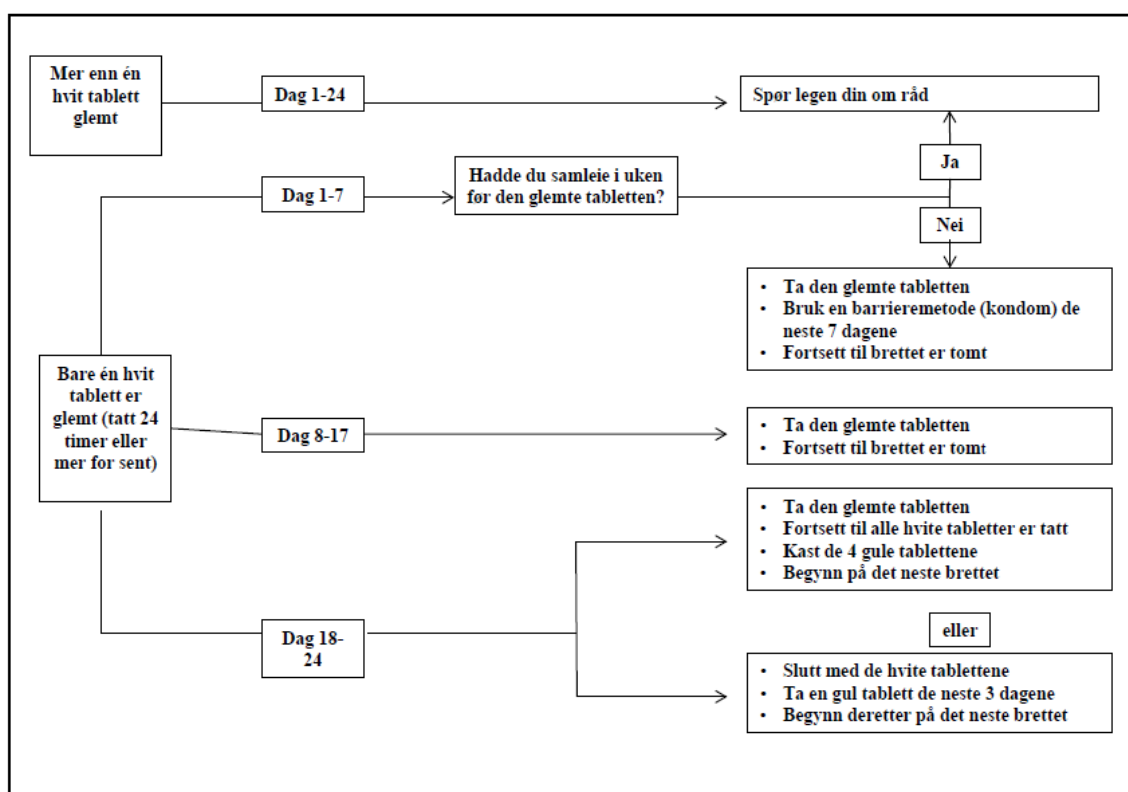 Mer enn én
hvit tablett
glemt
Dag 1-24
Spør legen din om råd
Ja
Dag 1-7
Hadde du samleie i uken
før den glemte tabletten?
Nei
• Ta den glemte tabletten
• Bruk en barrieremetode (kondom) de
neste 7 dagene
• Fortsett til brettet er tomt
Bare én hvit
tablett er
glemt (tatt 24
timer eller
mer for sent)
Dag 8-17
• Ta den glemte tabletten
• Fortsett til brettet er tomt
• Ta den glemte tabletten
• Fortsett til alle hvite tabletter er tatt
• Kast de 4 gule tablettene
• Begynn på det neste brettet
Dag 18-
24
eller
• Slutt med de hvite tablettene
• Ta en gul tablett de neste 3 dagene
• Begynn deretter på det neste brettet